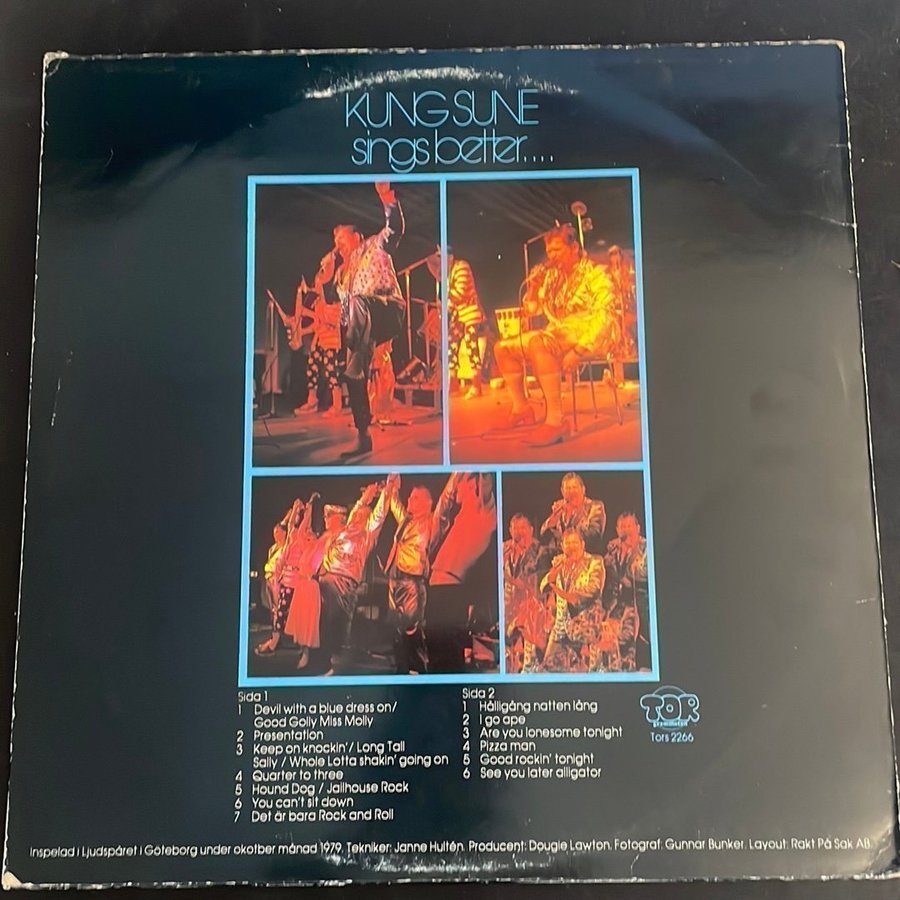 KUNG SUNE
sings better....
Sida 1
1 Devil with a blue dress on/
Good Golly Miss Molly
2 Presentation
3 Keep on knockin'/ Long Tall
Sally / Whole Lotta shakin' going on
4 Quarter to three
5 Hound Dog / Jailhouse Rock
6 You can't sit down
7 Det är bara Rock and Roll
Sida 2
1 Hålligång natten lång
2 I go ape
3 Are you lonesome tonight
4 Pizza man
5 Good rockin' tonight
6 See you later alligator
TOR
grammofon
Tors 2266
Inspelad i Ljudspåret i Göteborg under okotber månad 1979. Tekniker: Janne Hultén. Producent: Dougie Lawton. Fotograf: Gunnar Bunker. Layout: Rakt På Sak AB.